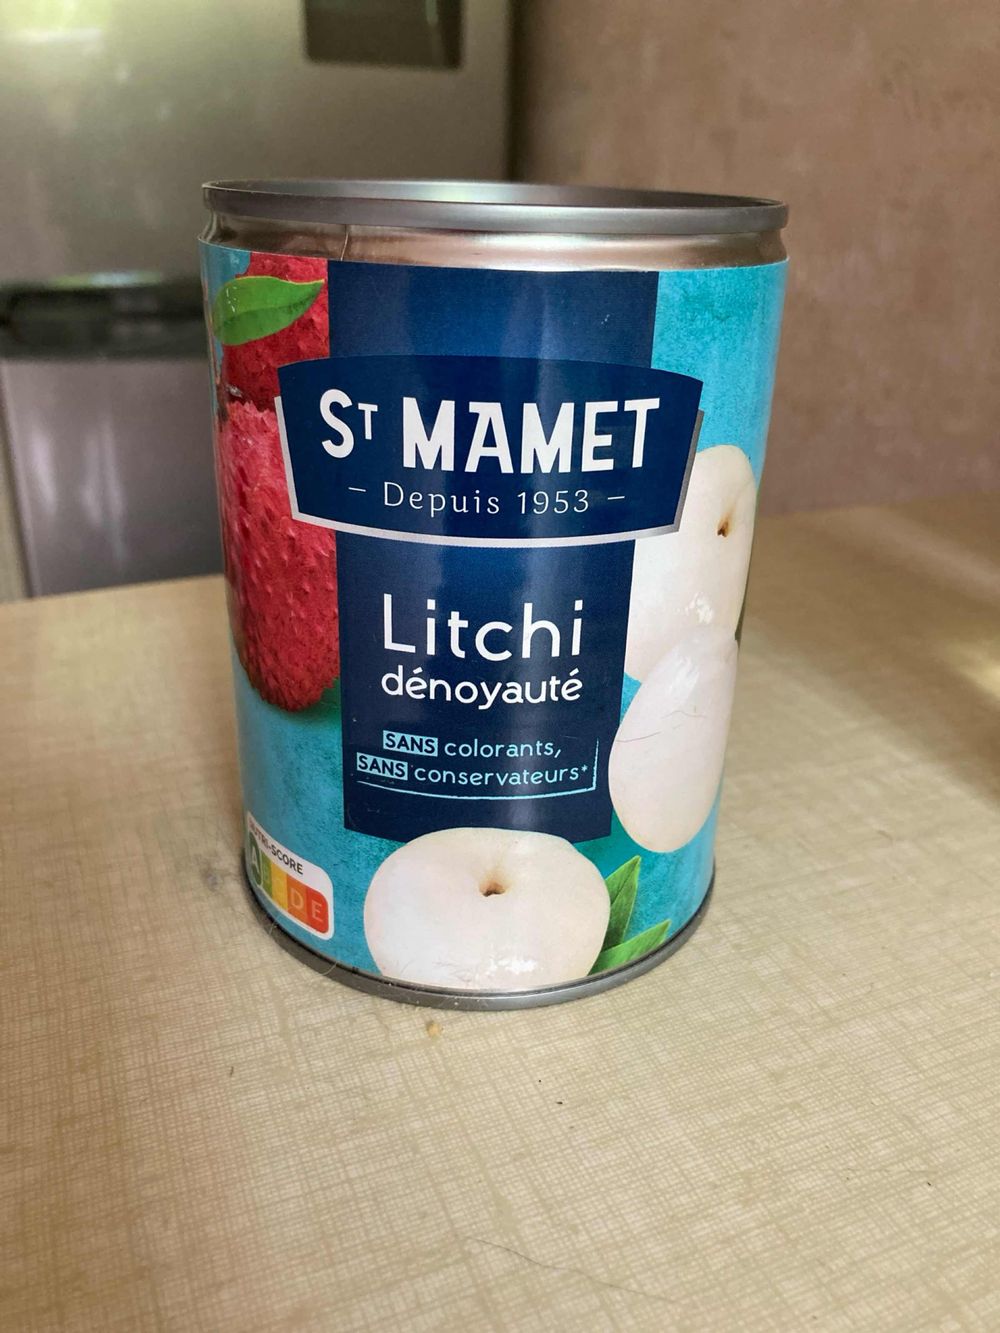 ST MAMET
– Depuis 1953 –
Litchi
dénoyauté
SANS colorants,
SANS conservateurs*
NUTRI-SCORE
A B C D E